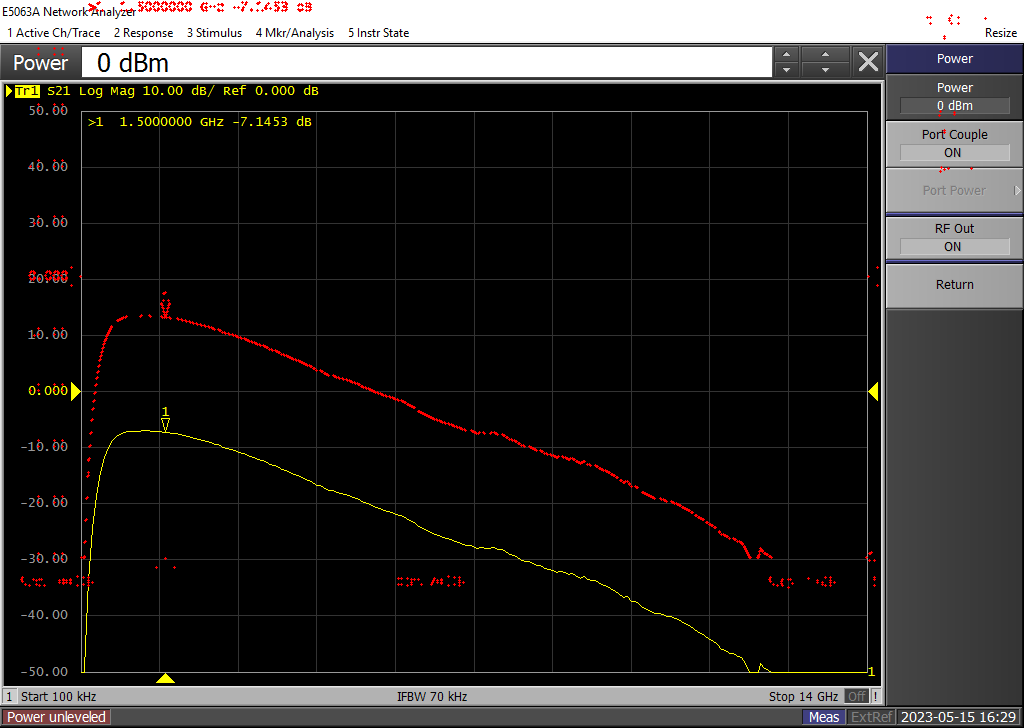 E5063A Network Analyzer
1 Active Ch/Trace 2 Response 3 Stimulus 4 Mkr/Analysis 5 Instr State
Resize
Power 0 dBm
Tr1 S21 Log Mag 10.00 dB/ Ref 0.000 dB
>1 1.5000000 GHz -7.1453 dB
50.00
40.00
30.00
20.00
10.00
0.000
-10.00
-20.00
-30.00
-40.00
-50.00
1
1
1 Start 100 kHz IFBW 70 kHz Stop 14 GHz Off !
Power
Power
0 dBm
Port Couple
ON
Port Power
RF Out
ON
Return
Power unleveled Meas ExtRef 2023-05-15 16:29